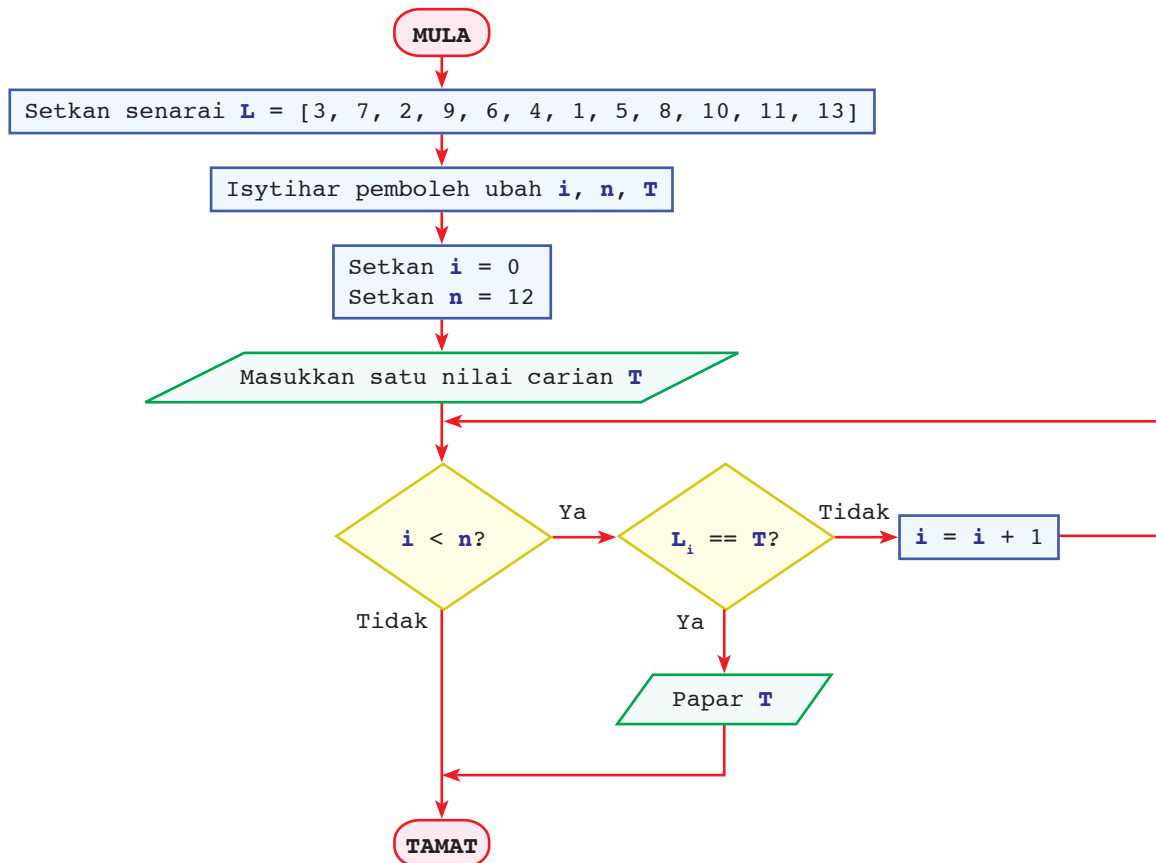 MULA
Setkan senarai L = [3, 7, 2, 9, 6, 4, 1, 5, 8, 10, 11, 13]
Isytihar pemboleh ubah i, n, T
Setkan i = 0
Setkan n = 12
Masukkan satu nilai carian T
i < n?
Ya
L_i == T?
Tidak
i = i + 1
Tidak
Ya
Papar T
TAMAT